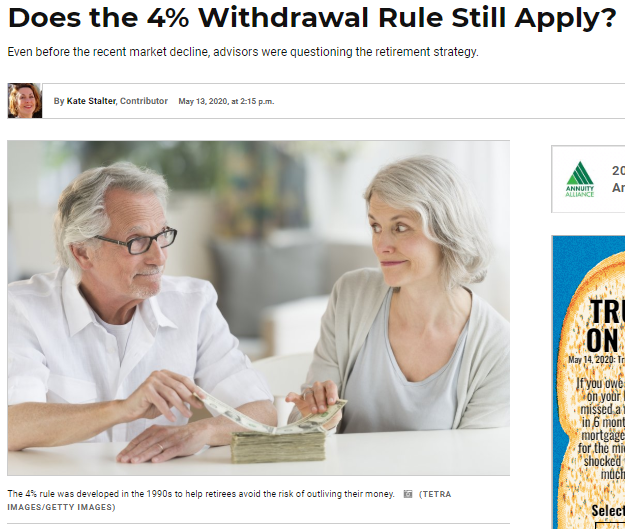 Does the 4% Withdrawal Rule Still Apply?
Even before the recent market decline, advisors were questioning the retirement strategy.
By Kate Stalter, Contributor May 13, 2020, at 2:15 p.m.
The 4% rule was developed in the 1990s to help retirees avoid the risk of outliving their money. (TETRA
IMAGES/GETTY IMAGES)
ANNUITY
ALLIANCE
20
An
TRU
ON
May 14, 2020: Tr
If you owe
on your
missed a
in 6 mont
mortgage
for the mi
shocked
much
Select